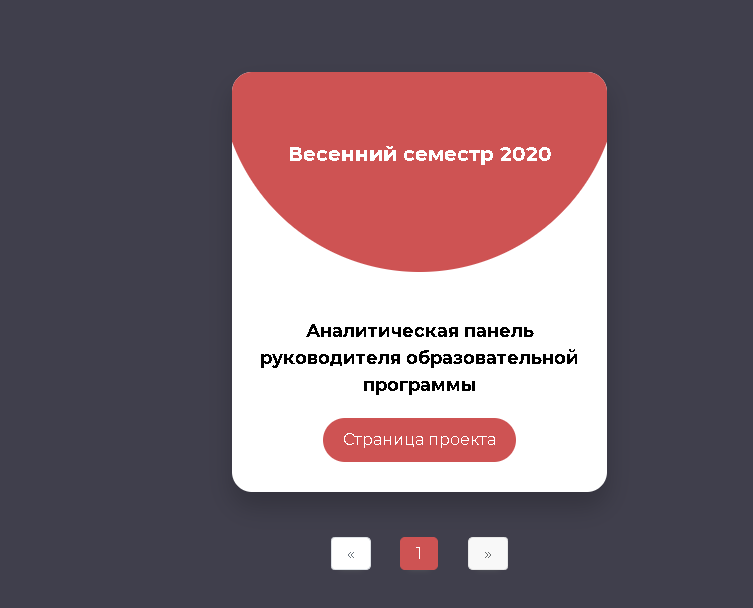 Весенний семестр 2020
Аналитическая панель
руководителя образовательной
программы
Страница проекта
« 1 »